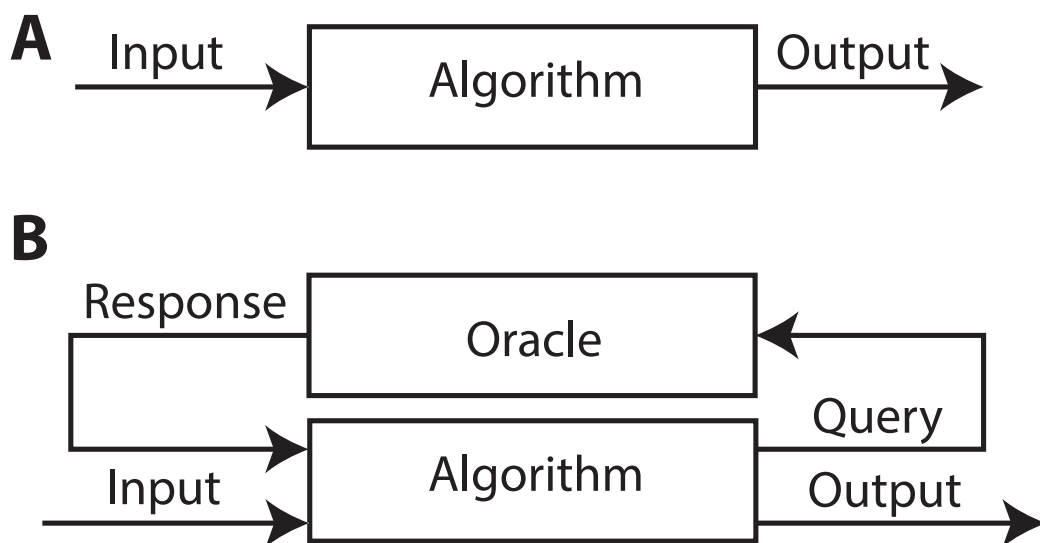 A
Input
Algorithm
Output
B
Response
Oracle
Query
Input
Algorithm
Output